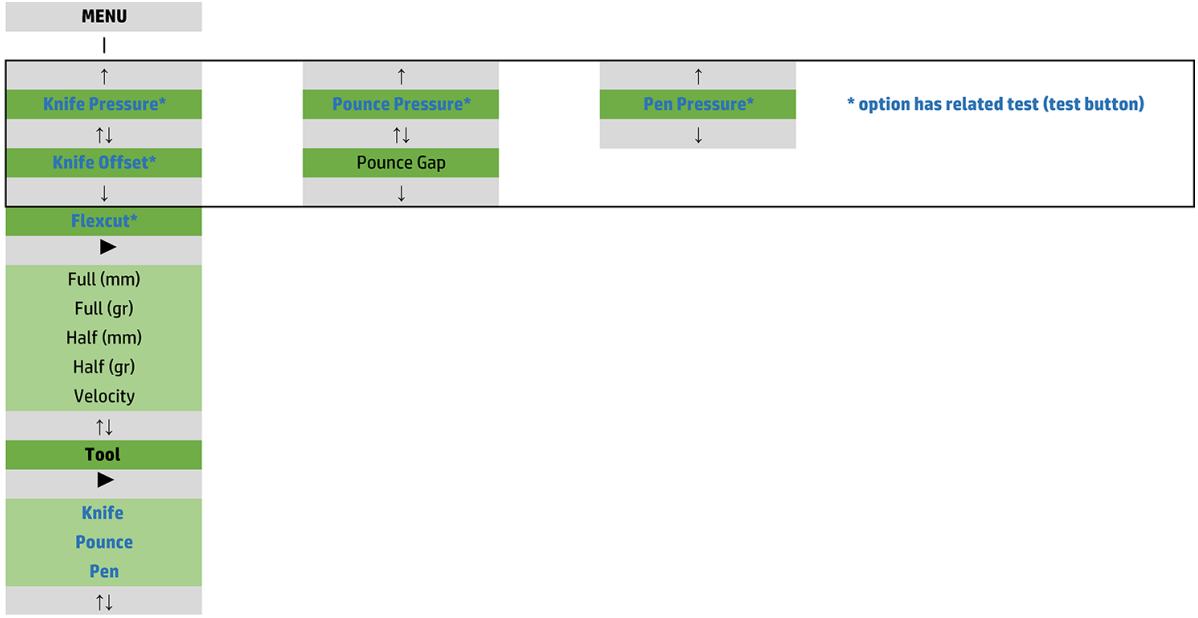 MENU
|
↑ ↑ ↑
Knife Pressure* Pounce Pressure* Pen Pressure* * option has related test (test button)
↑↓ ↑↓ ↓
Knife Offset* Pounce Gap
↓ ↓
Flexcut*
►
Full (mm)
Full (gr)
Half (mm)
Half (gr)
Velocity
↑↓
Tool
►
Knife
Pounce
Pen
↑↓